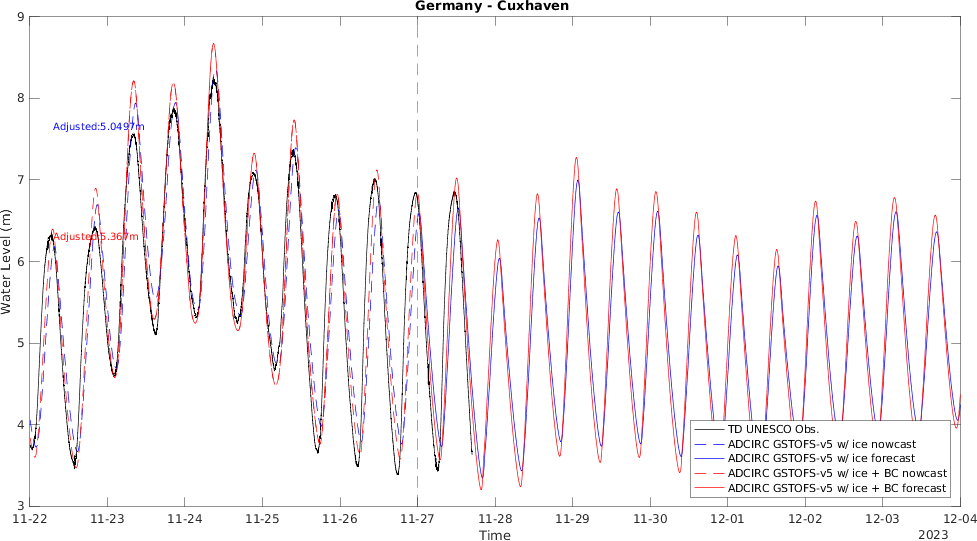 Germany - Cuxhaven
9
8
7
6
5
4
3
Water Level (m)
Adjusted:5.0497m
Adjusted:5.367m
TD UNESCO Obs.
ADCIRC GSTOFS-v5 w/ ice nowcast
ADCIRC GSTOFS-v5 w/ ice forecast
ADCIRC GSTOFS-v5 w/ ice + BC nowcast
ADCIRC GSTOFS-v5 w/ ice + BC forecast
11-22 11-23 11-24 11-25 11-26 11-27 11-28 11-29 11-30 12-01 12-02 12-03 12-04
Time
2023